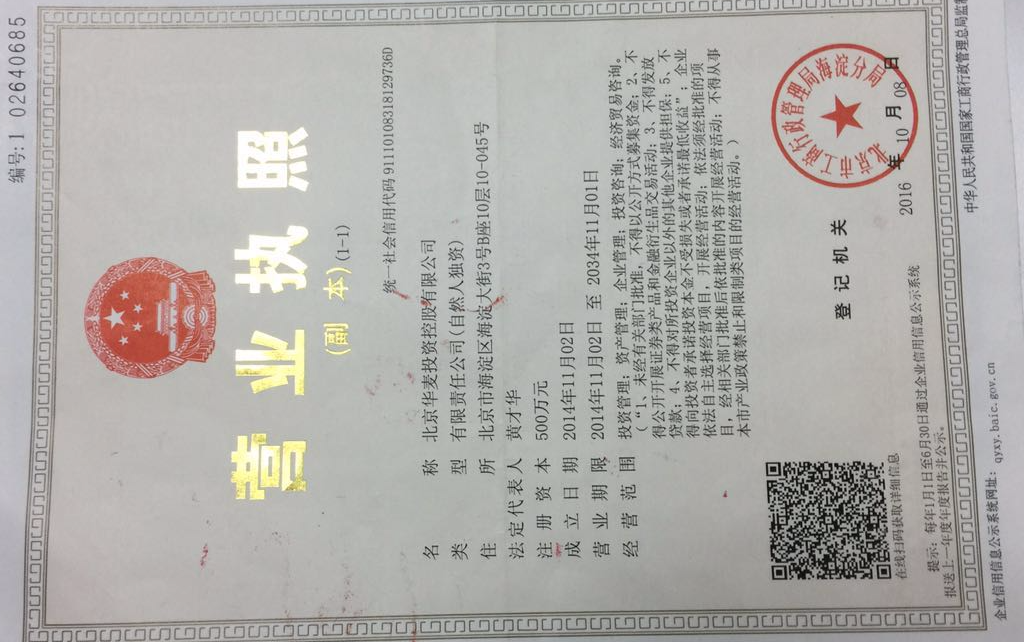 编号:1 02640685
营业执照
(副 本)(1-1)
统一社会信用代码 91110108318129736D
名 称 北京华麦投资控股有限公司
类 型 有限责任公司(自然人独资)
住 所 北京市海淀区海淀大街3号B座10层10-045号
法定代表人 黄才华
注 册 资 本 500万元
成 立 日 期 2014年11月02日
营 业 期 限 2014年11月02日 至 2034年11月01日
经 营 范 围 投资管理；资产管理；企业管理；投资咨询；经济贸易咨询。
（“1、未经有关部门批准，不得以公开方式募集资金；2、不
得公开开展证券类产品和金融衍生品交易活动；3、不得发放
贷款；4、不得对所投资企业以外的其他企业提供担保；5、不
得向投资者承诺投资本金不受损失或者承诺最低收益”；企业
依法自主选择经营项目，开展经营活动；依法须经批准的项
目，经相关部门批准后依批准的内容开展经营活动；不得从事
本市产业政策禁止和限制类项目的经营活动。）
在线扫码获取详细信息
登 记 机 关
北京市工商行政管理局海淀分局
2016 年 10 月 08 日
提示：每年1月1日至6月30日通过企业信用信息公示系统
报送上一年度年度报告并公示。
企业信用信息公示系统网址： qyxy.baic.gov.cn
中华人民共和国国家工商行政管理总局监制